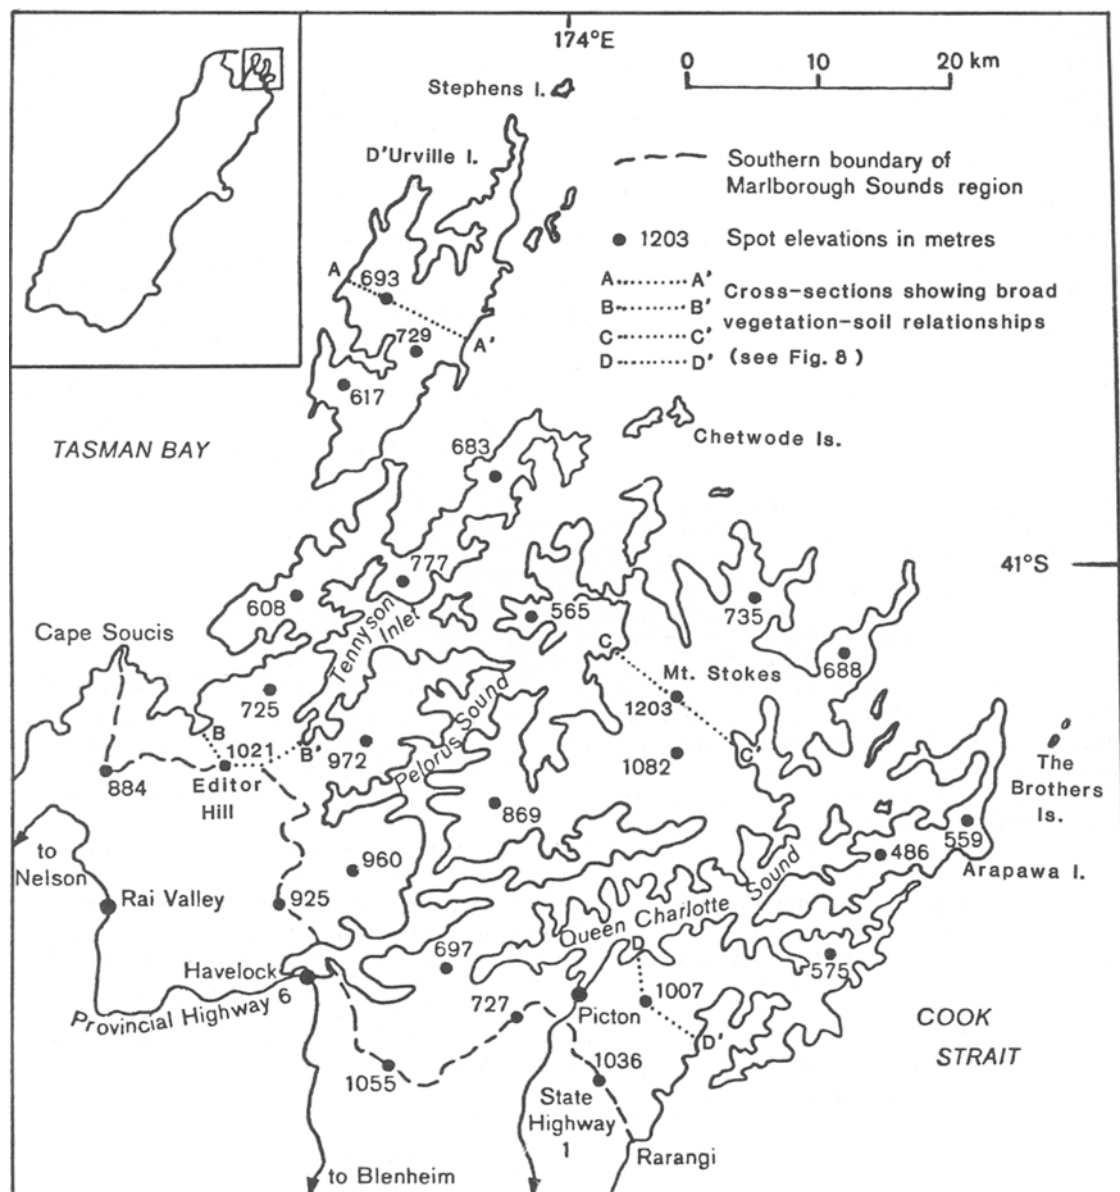 174°E
0 10 20 km
Stephens I.
D'Urville I.
Southern boundary of
Marlborough Sounds region
1203 Spot elevations in metres
A A' Cross-sections showing broad
B B' vegetation-soil relationships
C C' (see Fig. 8)
D D'
A
693
729
A'
617
TASMAN BAY
Chetwode Is.
683
41°S
777
608
565
735
Cape Soucis
Tennyson
Inlet
C
Mt. Stokes
688
725
1203
Pelorus Sound
B
1021
B'
972
C'
1082
884
Editor
Hill
The
Brothers
Is.
869
559
to
Nelson
960
486
Arapawa I.
Rai Valley
925
Queen Charlotte Sound
D
697
575
Havelock
Provincial Highway 6
727
Picton
1007
COOK
STRAIT
D'
1055
1036
State
Highway
1
Rarangi
to Blenheim